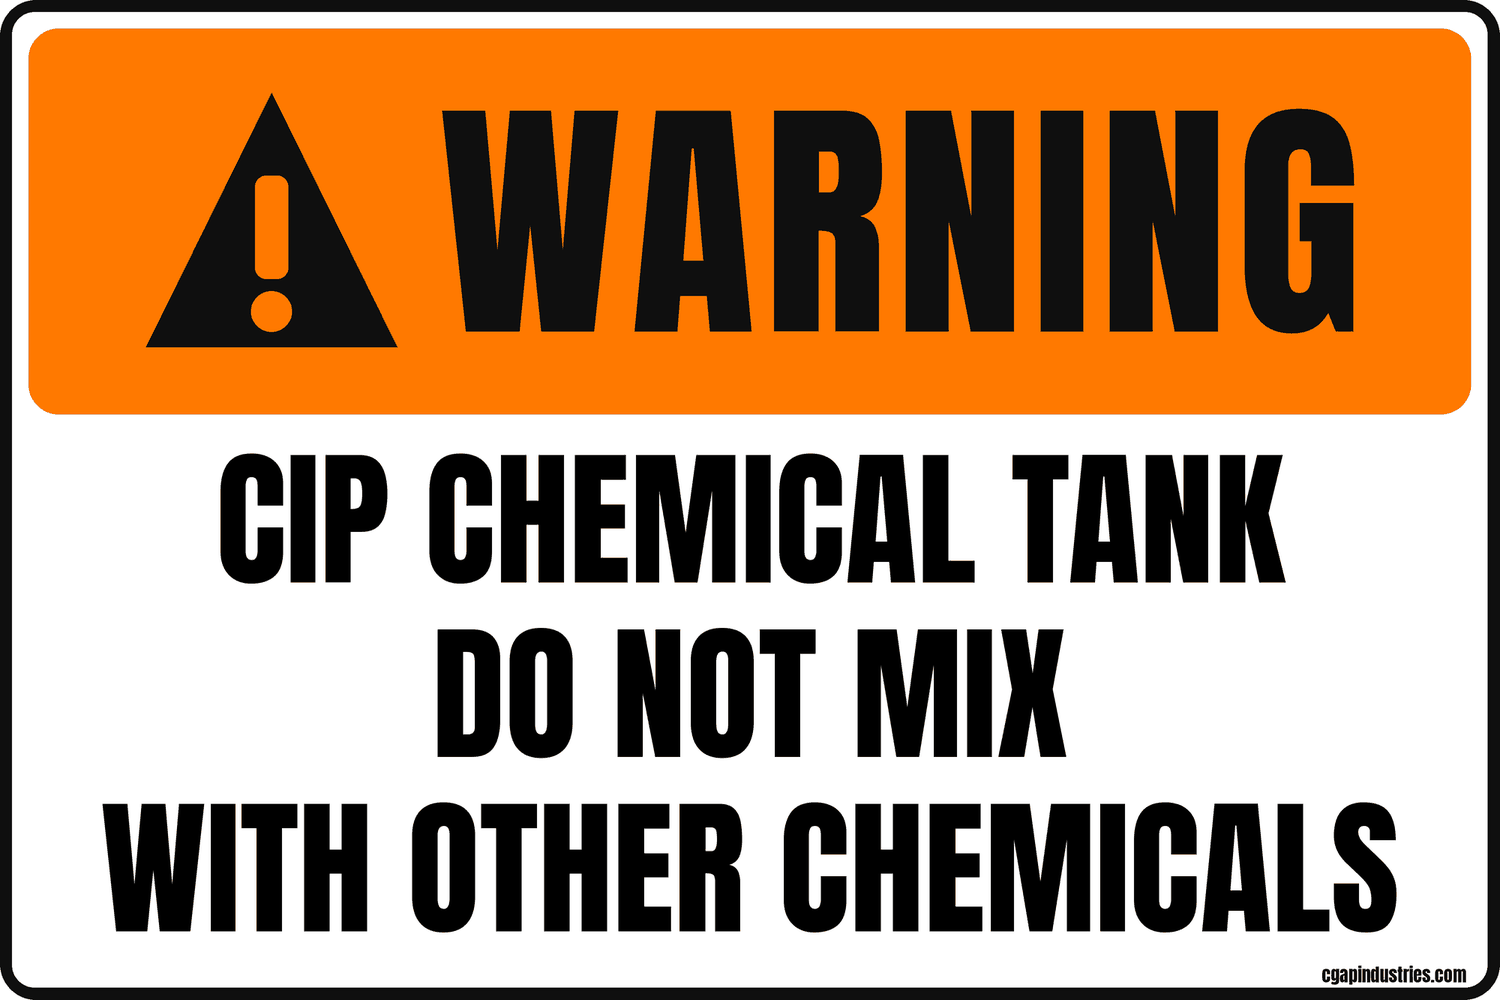 WARNING
CIP CHEMICAL TANK
DO NOT MIX
WITH OTHER CHEMICALS
cgapindustries.com